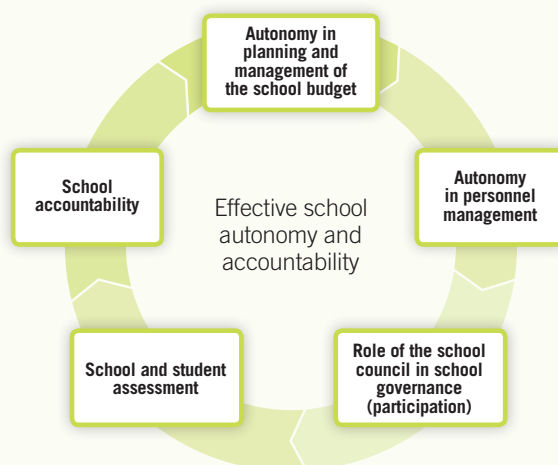 Autonomy in
planning and
management of
the school budget
School
accountability
Effective school
autonomy and
accountability
Autonomy
in personnel
management
School and student
assessment
Role of the school
council in school
governance
(participation)